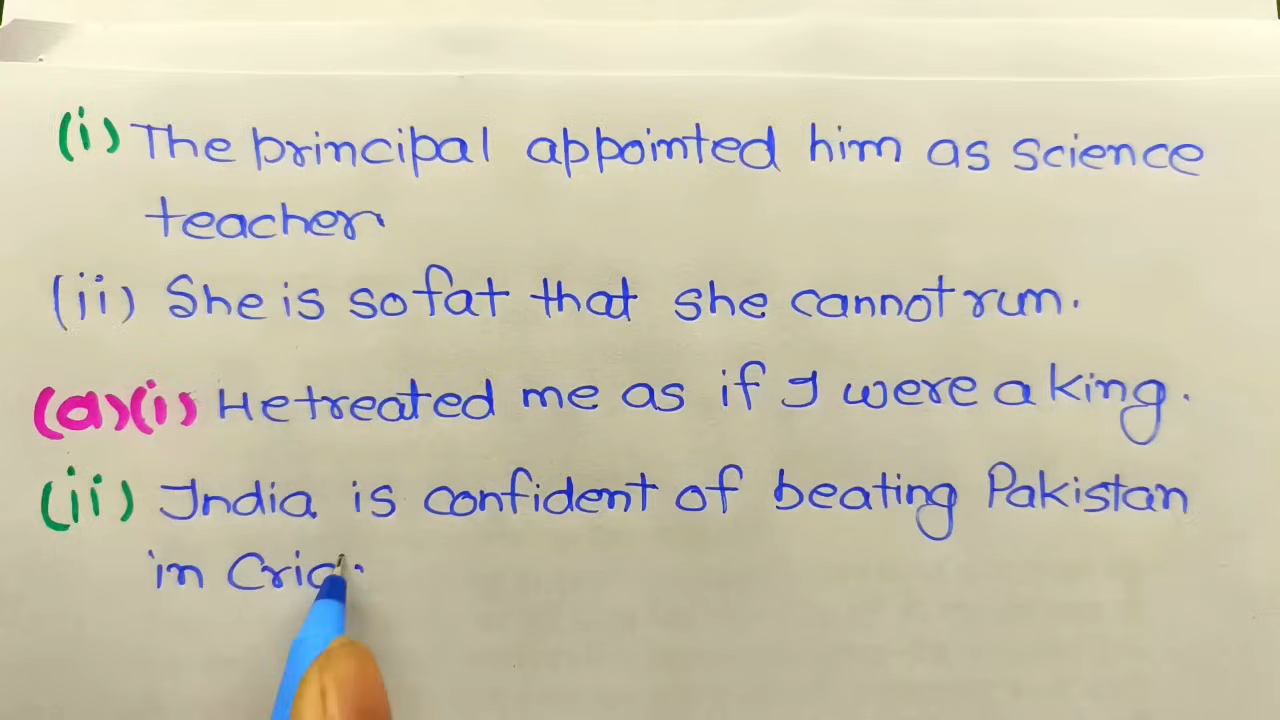 (i) The principal appointed him as science
teacher
(ii) She is so fat that she cannot run.
(a)(i) He treated me as if I were a king.
(ii) India is confident of beating Pakistan
in